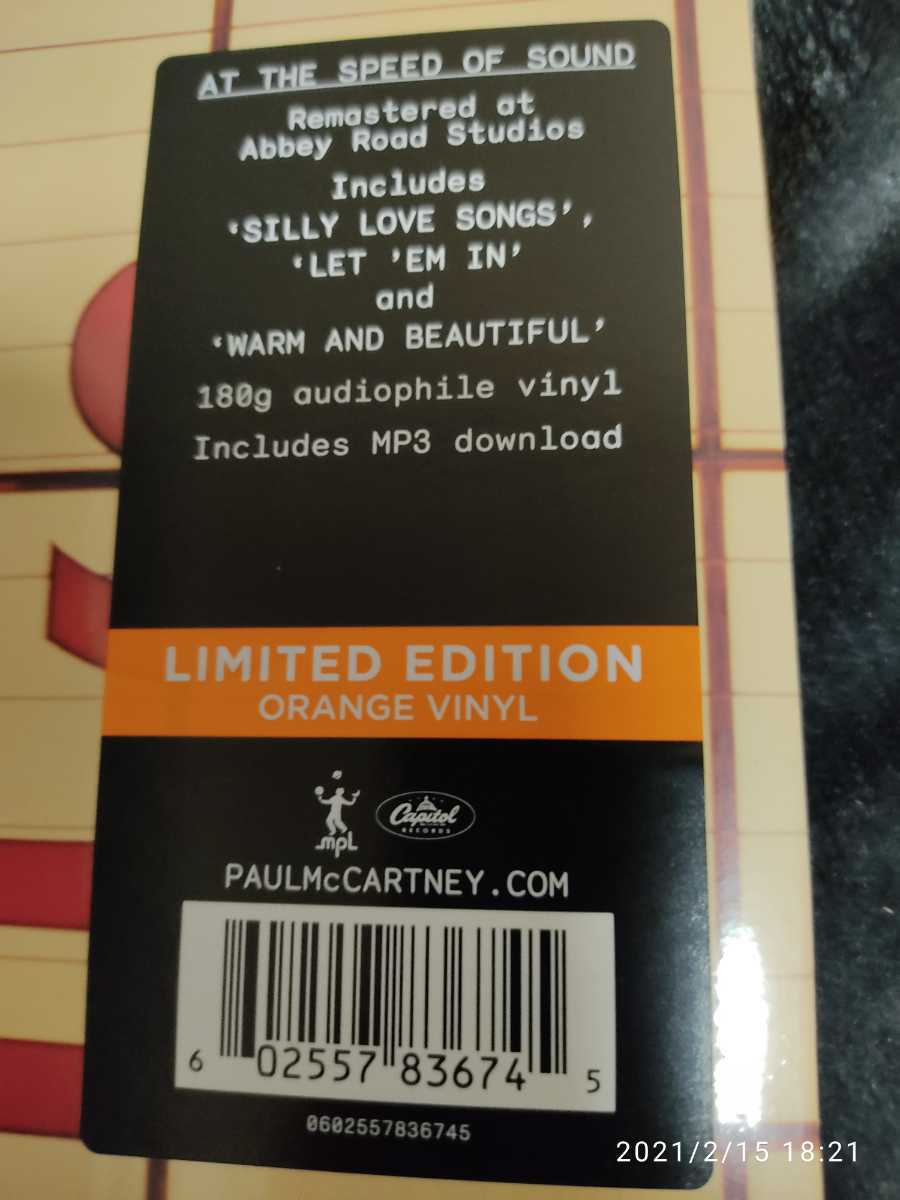 AT THE SPEED OF SOUND
Remastered at
Abbey Road Studios
Includes
‘SILLY LOVE SONGS’,
‘LET ’EM IN’
and
‘WARM AND BEAUTIFUL’
180g audiophile vinyl
Includes MP3 download
LIMITED EDITION
ORANGE VINYL
mpL
Capitol
RECORDS
PAULMcCARTNEY.COM
6 02557 83674 5
0602557836745
2021/2/15 18:21